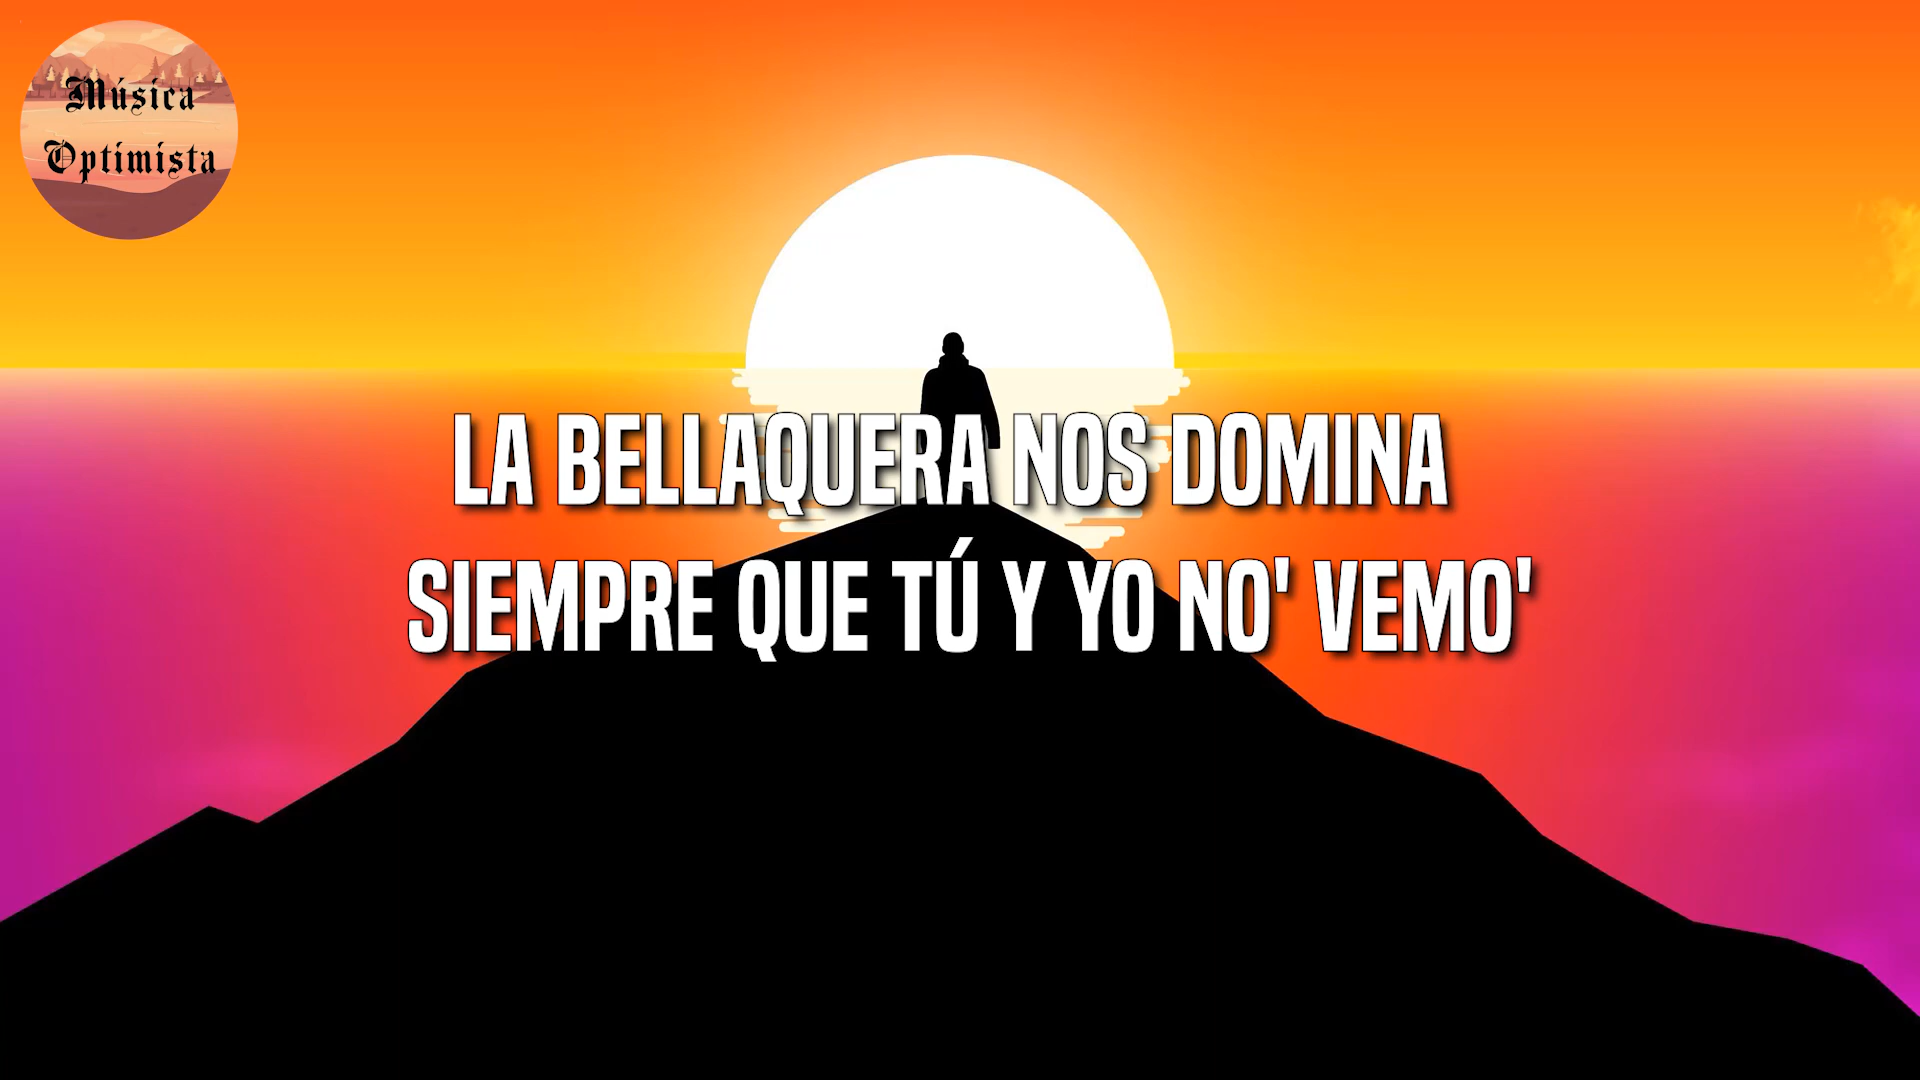 Música
Optimista
LA BELLAQUERA NOS DOMINA
SIEMPRE QUE TÚ Y YO NO' VEMO'